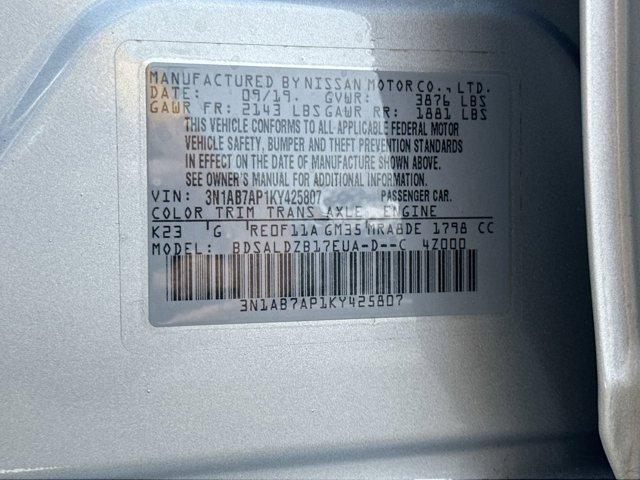 MANUFACTURED BY NISSAN MOTOR CO., LTD.
DATE: 09/19. GVWR: 3876 LBS
GAWR FR: 2143 LBS GAWR RR: 1881 LBS
THIS VEHICLE CONFORMS TO ALL APPLICABLE FEDERAL MOTOR
VEHICLE SAFETY, BUMPER AND THEFT PREVENTION STANDARDS
IN EFFECT ON THE DATE OF MANUFACTURE SHOWN ABOVE.
SEE OWNER'S MANUAL FOR ADDITIONAL INFORMATION.
VIN: 3N1AB7AP1KY425807 PASSENGER CAR.
COLOR TRIM TRANS AXLE ENGINE
K23 G RE0F11A GM35 MRA8DE 1798 CC
MODEL: BDSALDZB17EUA-D--C 4Z000
3N1AB7AP1KY425807